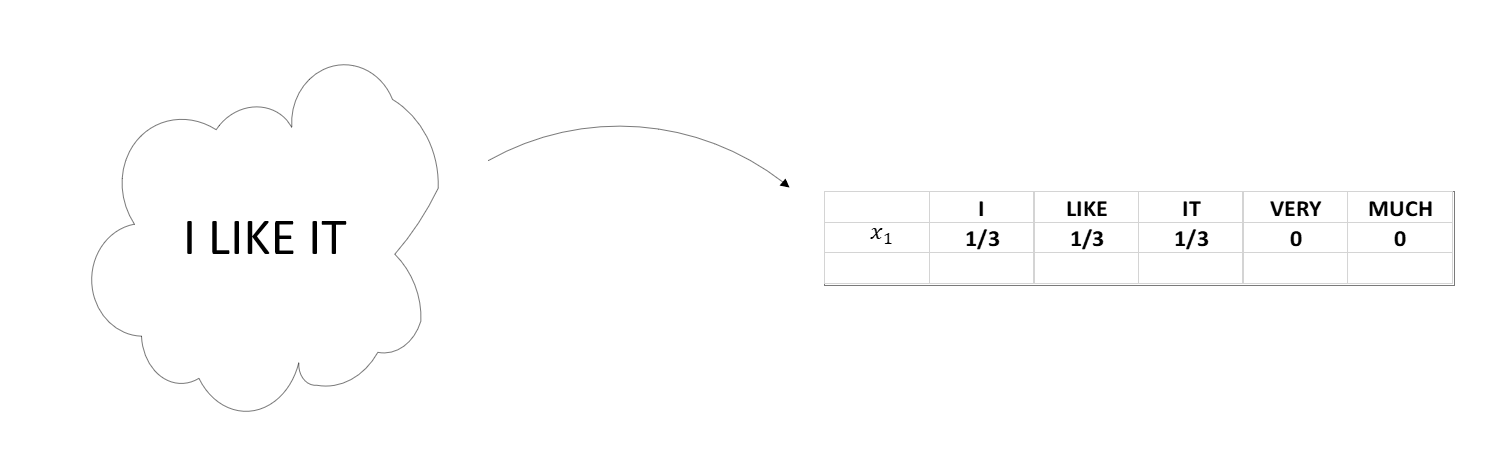 I LIKE IT
I LIKE IT VERY MUCH
x₁ 1/3 1/3 1/3 0 0